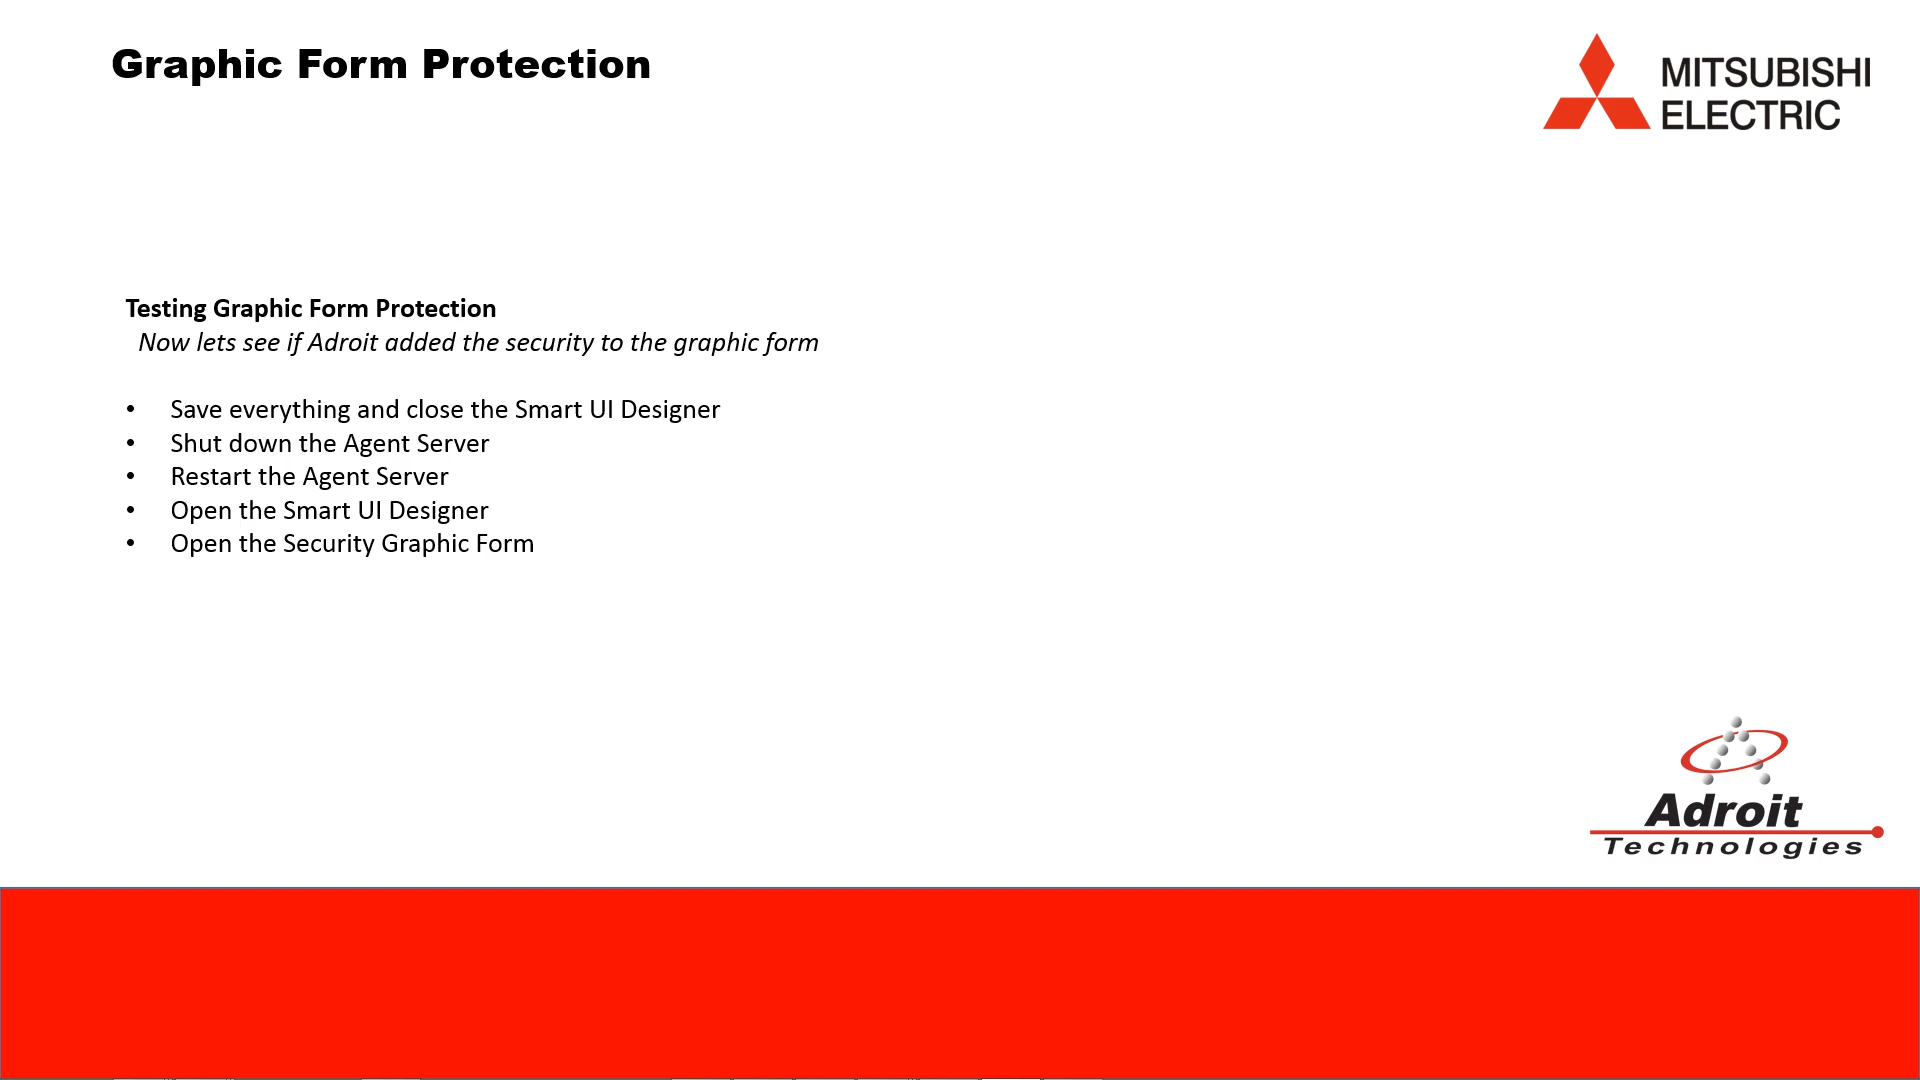 Graphic Form Protection
MITSUBISHI
ELECTRIC
Testing Graphic Form Protection
Now lets see if Adroit added the security to the graphic form
• Save everything and close the Smart UI Designer
• Shut down the Agent Server
• Restart the Agent Server
• Open the Smart UI Designer
• Open the Security Graphic Form
Adroit
Technologies